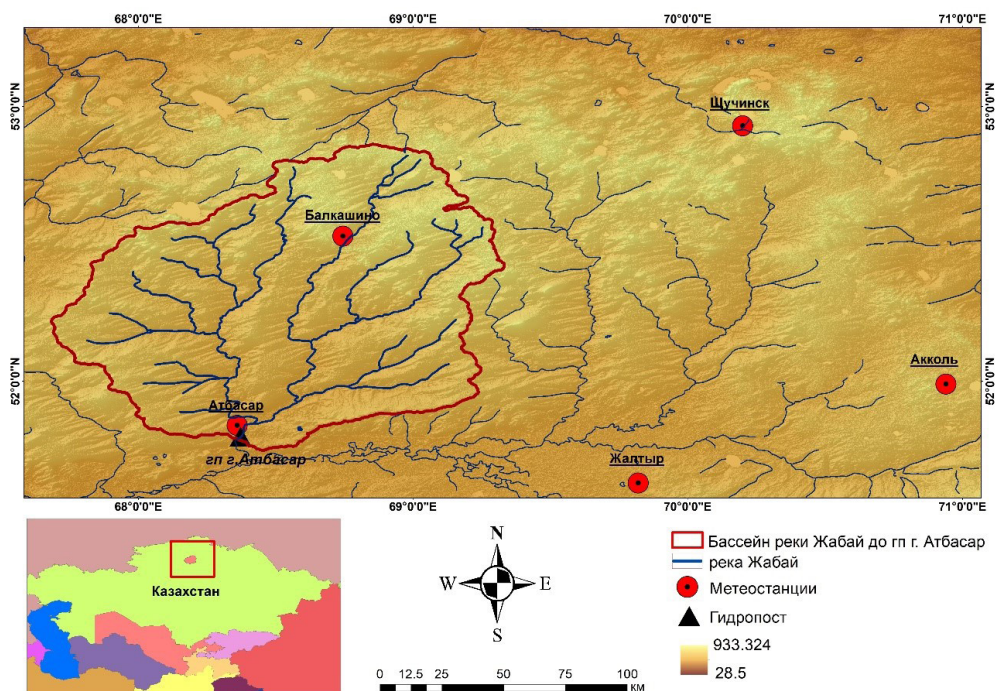 68°0'0"E 69°0'0"E 70°0'0"E 71°0'0"E
53°0'0"N 53°0'0"N
Щучинск
Балкашино
52°0'0"N 52°0'0"N
Акколь
Атбасар
гп г.Атбасар
Жалтыр
68°0'0"E 69°0'0"E 70°0'0"E 71°0'0"E
Казахстан
N
W E
S
Бассейн реки Жабай до гп г. Атбасар
река Жабай
Метеостанции
Гидропост
933.324
28.5
0 12.5 25 50 75 100
КМ